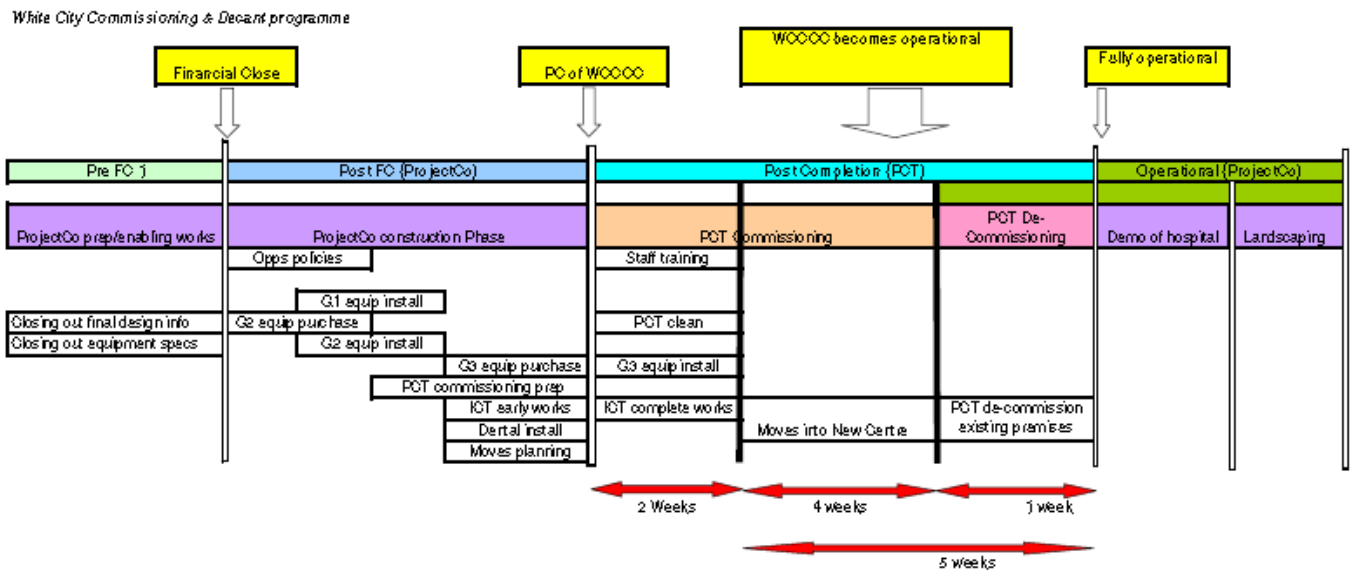 White City Commissioning & Decant programme
WCCCC becomes operational
Financial Close
PC of WCCCC
Fully operational
Pre FC
Post FC (ProjectCo)
Post Completion (PCT)
Operational (ProjectCo)
ProjectCo prep/enabling works
ProjectCo construction Phase
PCT Commissioning
PCT De-
Commissioning
Demo of hospital
Landscaping
Opps policies
Staff training
G1 equip install
Closing out final design info
G2 equip purchase
PCT clean
Closing out equipment specs
G2 equip install
G3 equip purchase
G3 equip install
PCT commissioning prep
ICT early works
ICT complete works
PCT de-commission
existing premises
Dental install
Moves into New Centre
Moves planning
2 Weeks
4 weeks
1 week
5 weeks